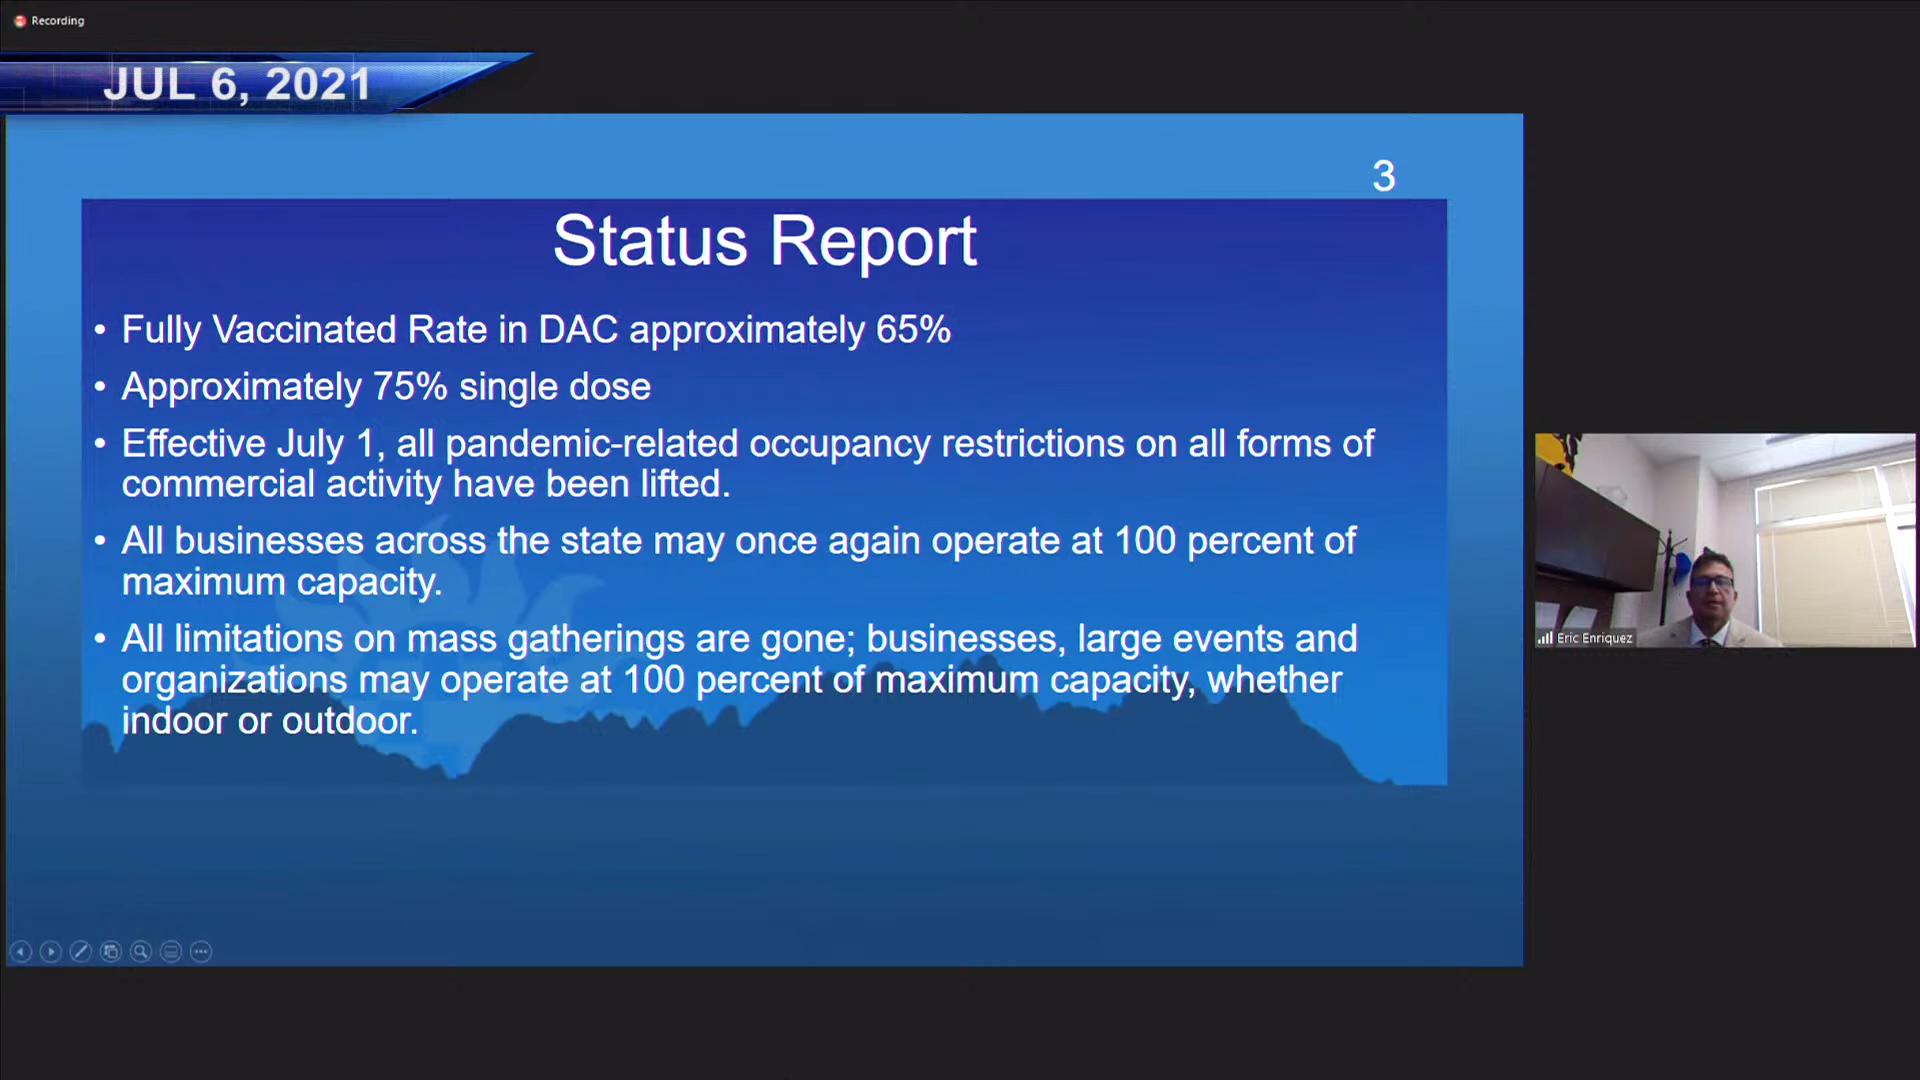 Recording
JUL 6, 2021
3
Status Report
• Fully Vaccinated Rate in DAC approximately 65%
• Approximately 75% single dose
• Effective July 1, all pandemic-related occupancy restrictions on all forms of
commercial activity have been lifted.
• All businesses across the state may once again operate at 100 percent of
maximum capacity.
• All limitations on mass gatherings are gone; businesses, large events and
organizations may operate at 100 percent of maximum capacity, whether
indoor or outdoor.
Eric Enriquez